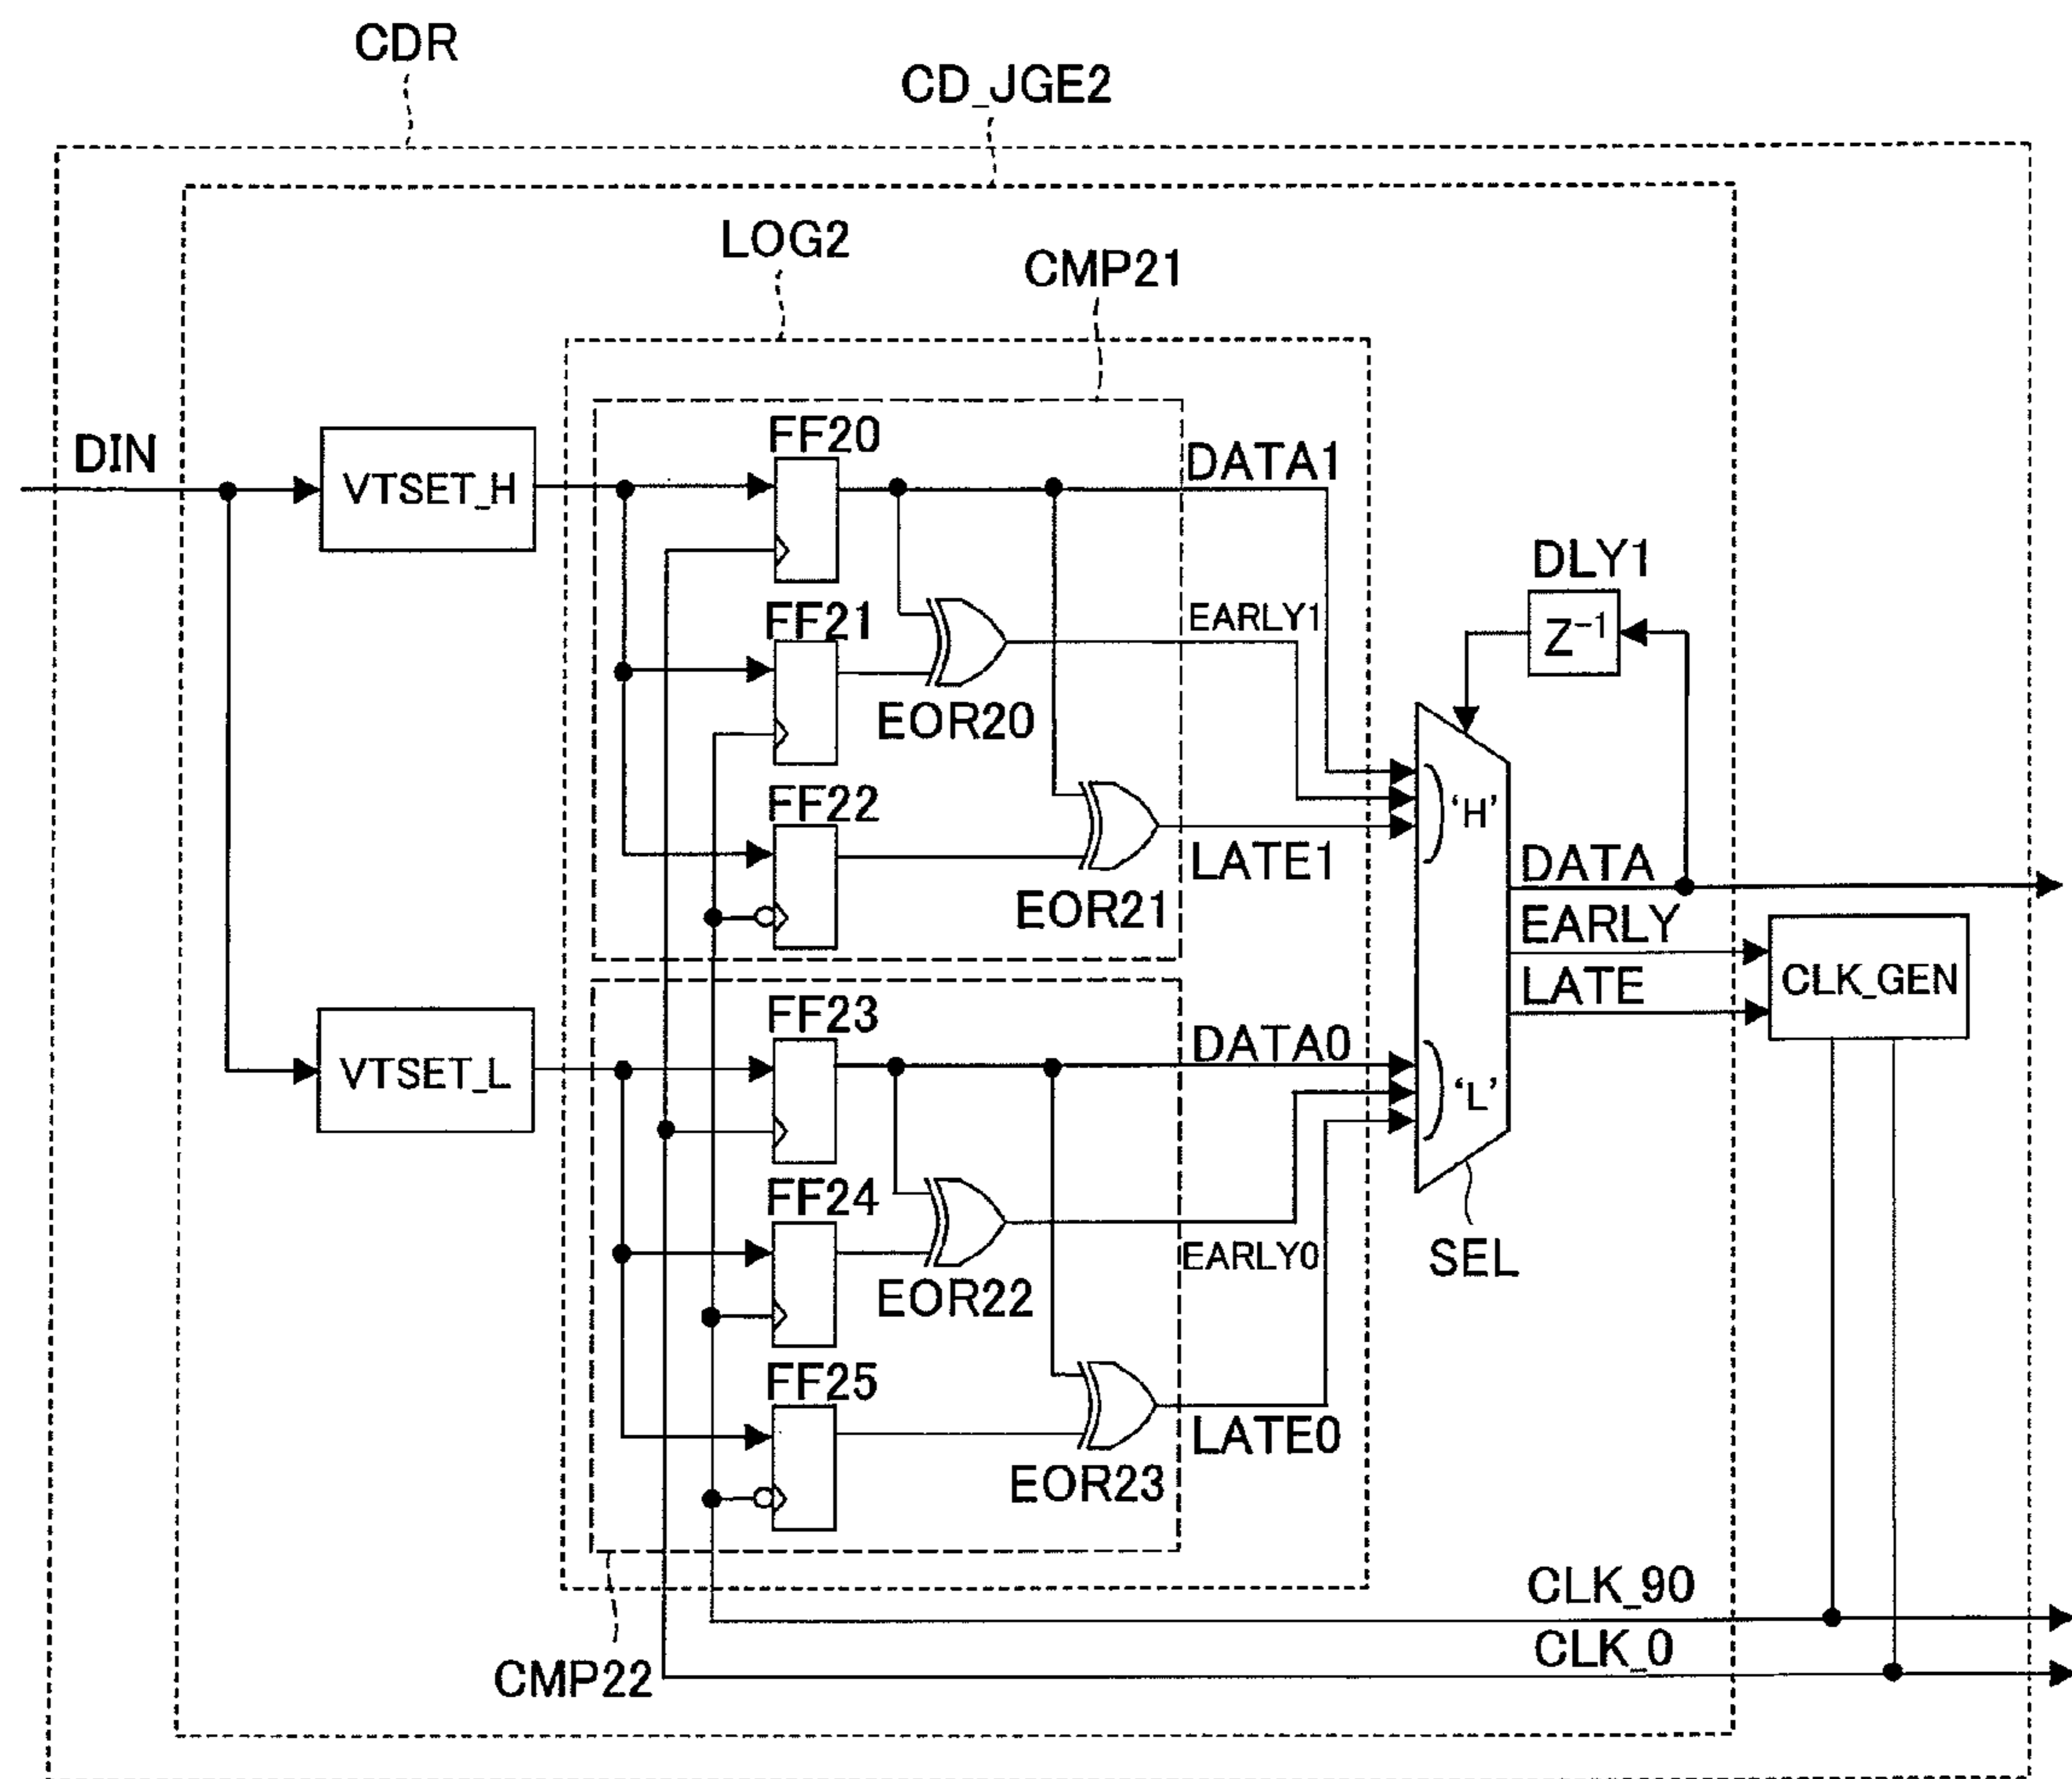 CDR
CD_JGE2
LOG2
CMP21
DIN
VTSET_H
FF20
DATA1
DLY1
Z⁻¹
FF21
EARLY1
EOR20
FF22
'H'
LATE1
EOR21
DATA
EARLY
LATE
CLK_GEN
VTSET_L
FF23
DATA0
'L'
FF24
EARLY0
EOR22
SEL
FF25
LATE0
EOR23
CLK_90
CLK_0
CMP22